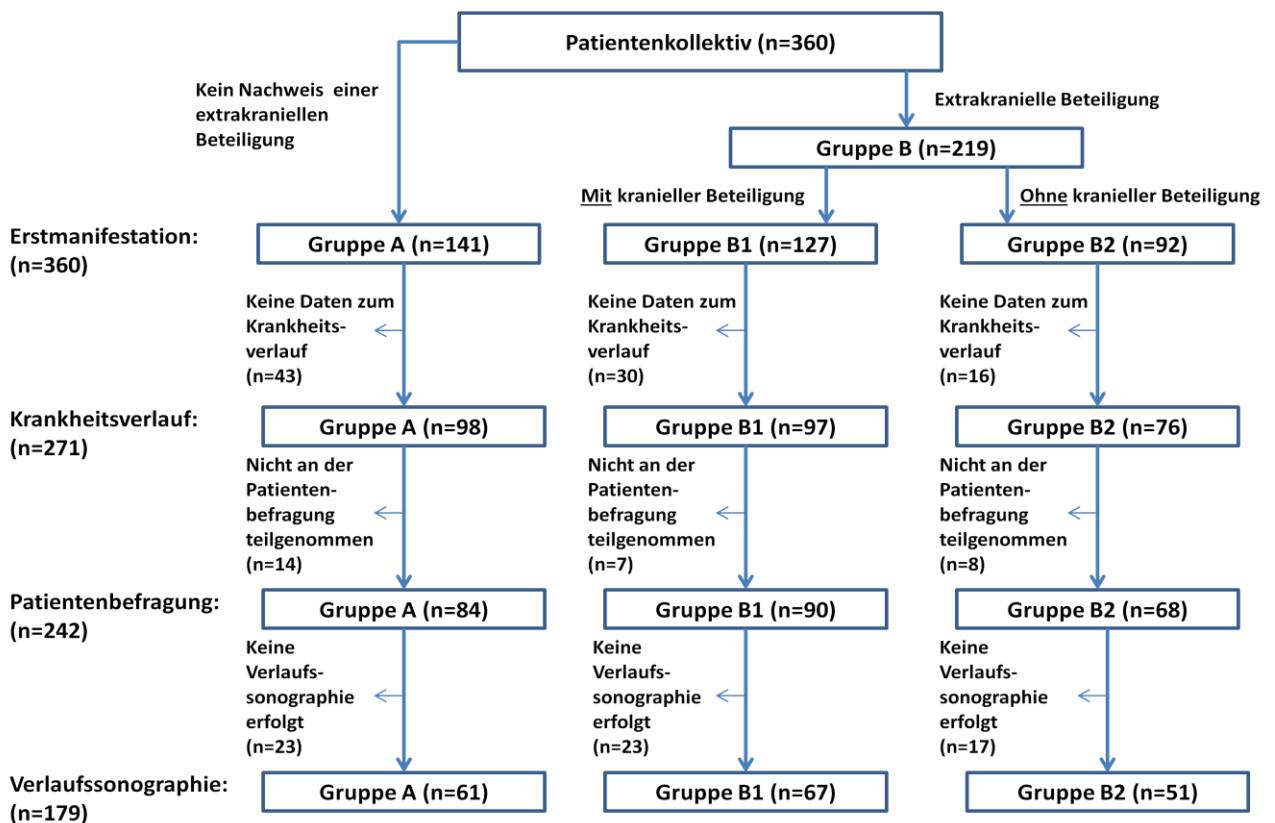 Patientenkollektiv (n=360)
Kein Nachweis einer
extrakraniellen
Beteiligung
Extrakranielle Beteiligung
Gruppe B (n=219)
Mit kranieller Beteiligung
Ohne kranieller Beteiligung
Erstmanifestation:
(n=360)
Gruppe A (n=141)
Gruppe B1 (n=127)
Gruppe B2 (n=92)
Keine Daten zum
Krankheits-
verlauf
(n=43)
Keine Daten zum
Krankheits-
verlauf
(n=30)
Keine Daten zum
Krankheits-
verlauf
(n=16)
Krankheitsverlauf:
(n=271)
Gruppe A (n=98)
Gruppe B1 (n=97)
Gruppe B2 (n=76)
Nicht an der
Patienten-
befragung
teilgenommen
(n=14)
Nicht an der
Patienten-
befragung
teilgenommen
(n=7)
Nicht an der
Patienten-
befragung
teilgenommen
(n=8)
Patientenbefragung:
(n=242)
Gruppe A (n=84)
Gruppe B1 (n=90)
Gruppe B2 (n=68)
Keine
Verlaufs-
sonographie
erfolgt
(n=23)
Keine
Verlaufs-
sonographie
erfolgt
(n=23)
Keine
Verlaufs-
sonographie
erfolgt
(n=17)
Verlaufssonographie:
(n=179)
Gruppe A (n=61)
Gruppe B1 (n=67)
Gruppe B2 (n=51)